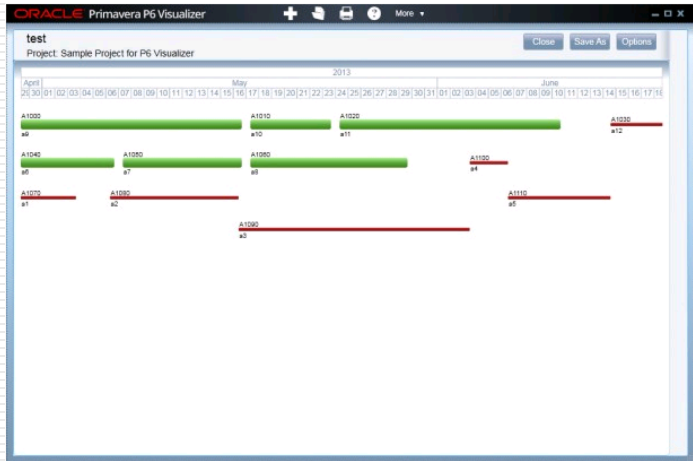 ORACLE Primavera P6 Visualizer More
test
Project: Sample Project for P6 Visualizer
Close Save As Options
2013
April May June
29 30 01 02 03 04 05 06 07 08 09 10 11 12 13 14 15 16 17 18 19 20 21 22 23 24 25 26 27 28 29 30 31 01 02 03 04 05 06 07 08 09 10 11 12 13 14 15 16 17 18
A1000 A1010 A1020 A1030
a9 a10 a11 a12
A1040 A1050 A1060 A1100
a6 a7 a8 a4
A1070 A1080 A1110
a1 a2 a5
A1090
a3